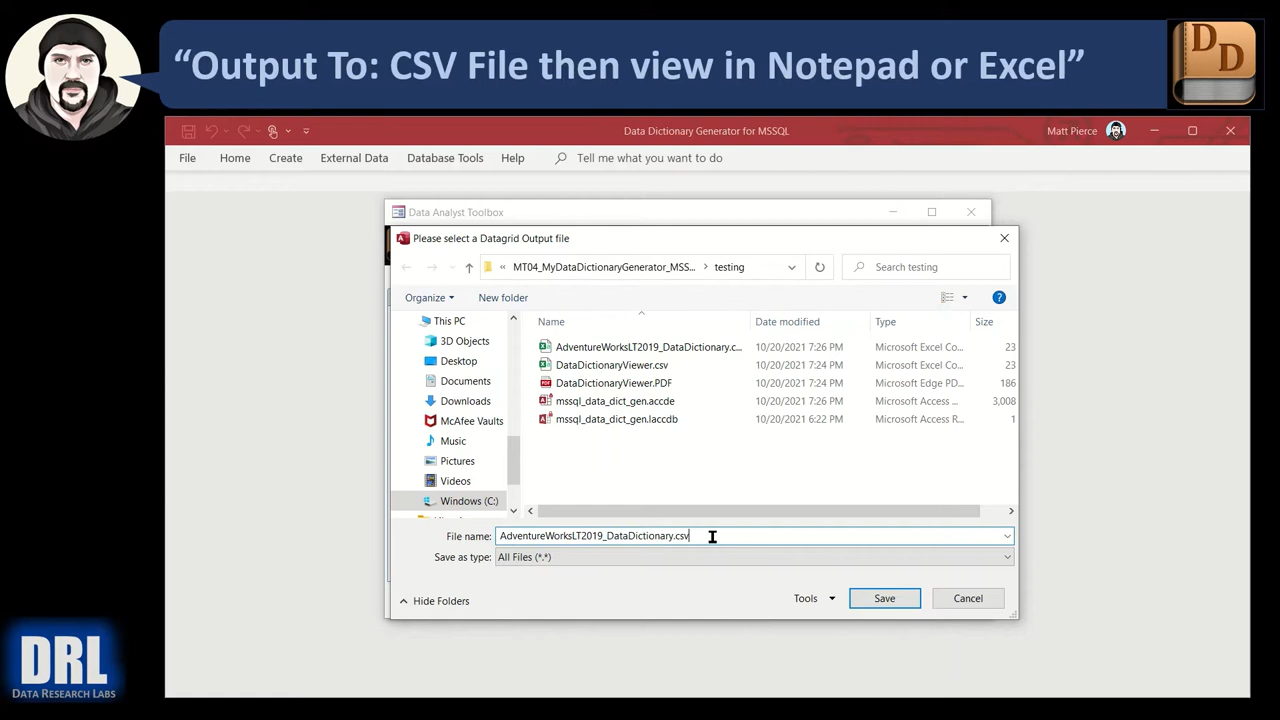 “Output To: CSV File then view in Notepad or Excel”
DD
Data Dictionary Generator for MSSQL
Matt Pierce
File Home Create External Data Database Tools Help Tell me what you want to do
Data Analyst Toolbox
Please select a Datagrid Output file
« MT04_MyDataDictionaryGenerator_MSS... › testing
Search testing
Organize New folder
This PC
3D Objects
Desktop
Documents
Downloads
McAfee Vaults
Music
Pictures
Videos
Windows (C:)
Name Date modified Type Size
AdventureWorksLT2019_DataDictionary.c... 10/20/2021 7:26 PM Microsoft Excel Co... 23
DataDictionaryViewer.csv 10/20/2021 7:24 PM Microsoft Excel Co... 23
DataDictionaryViewer.PDF 10/20/2021 7:24 PM Microsoft Edge PD... 186
mssql_data_dict_gen.accde 10/20/2021 7:26 PM Microsoft Access ... 3,008
mssql_data_dict_gen.laccdb 10/20/2021 6:22 PM Microsoft Access R... 1
File name: AdventureWorksLT2019_DataDictionary.csv
Save as type: All Files (*.*)
Hide Folders
Tools Save Cancel
DRL
DATA RESEARCH LABS